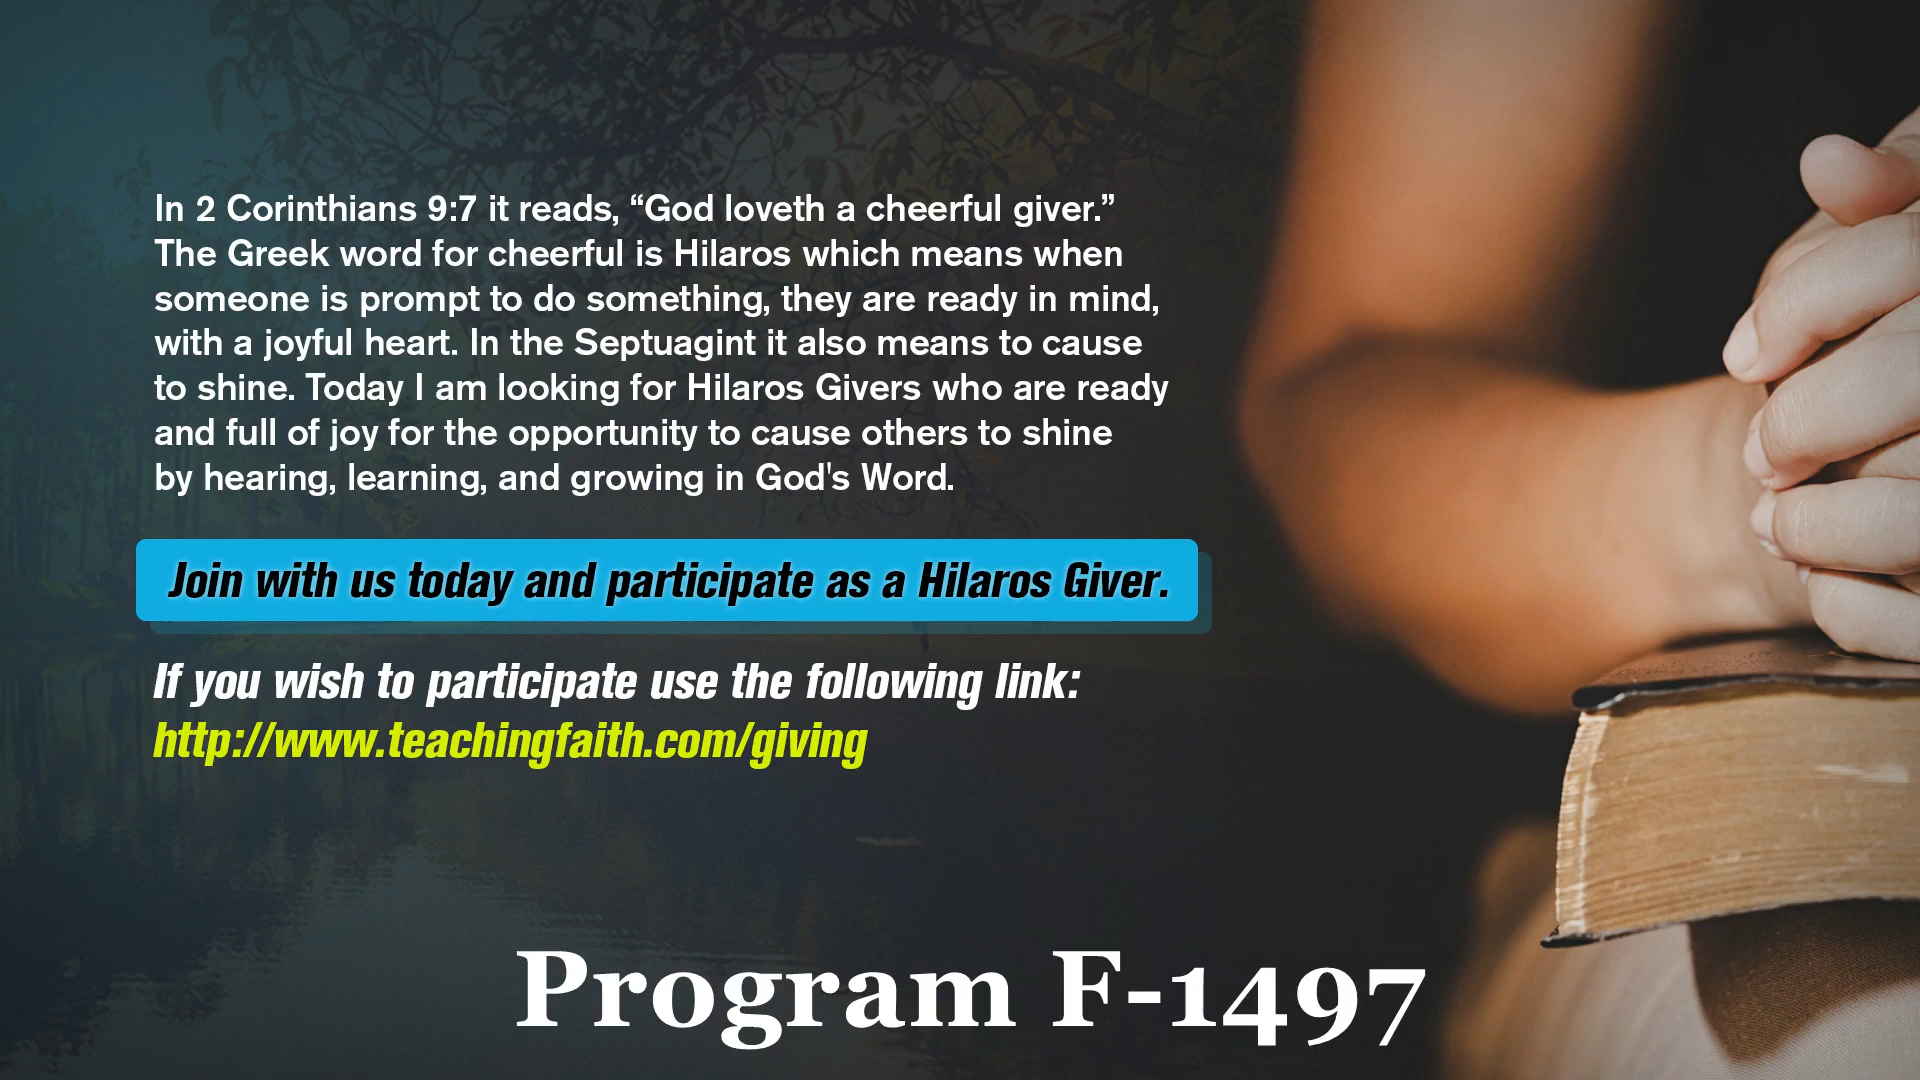 In 2 Corinthians 9:7 it reads, “God loveth a cheerful giver.”
The Greek word for cheerful is Hilaros which means when
someone is prompt to do something, they are ready in mind,
with a joyful heart. In the Septuagint it also means to cause
to shine. Today I am looking for Hilaros Givers who are ready
and full of joy for the opportunity to cause others to shine
by hearing, learning, and growing in God's Word.
Join with us today and participate as a Hilaros Giver.
If you wish to participate use the following link:
http://www.teachingfaith.com/giving
Program F-1497